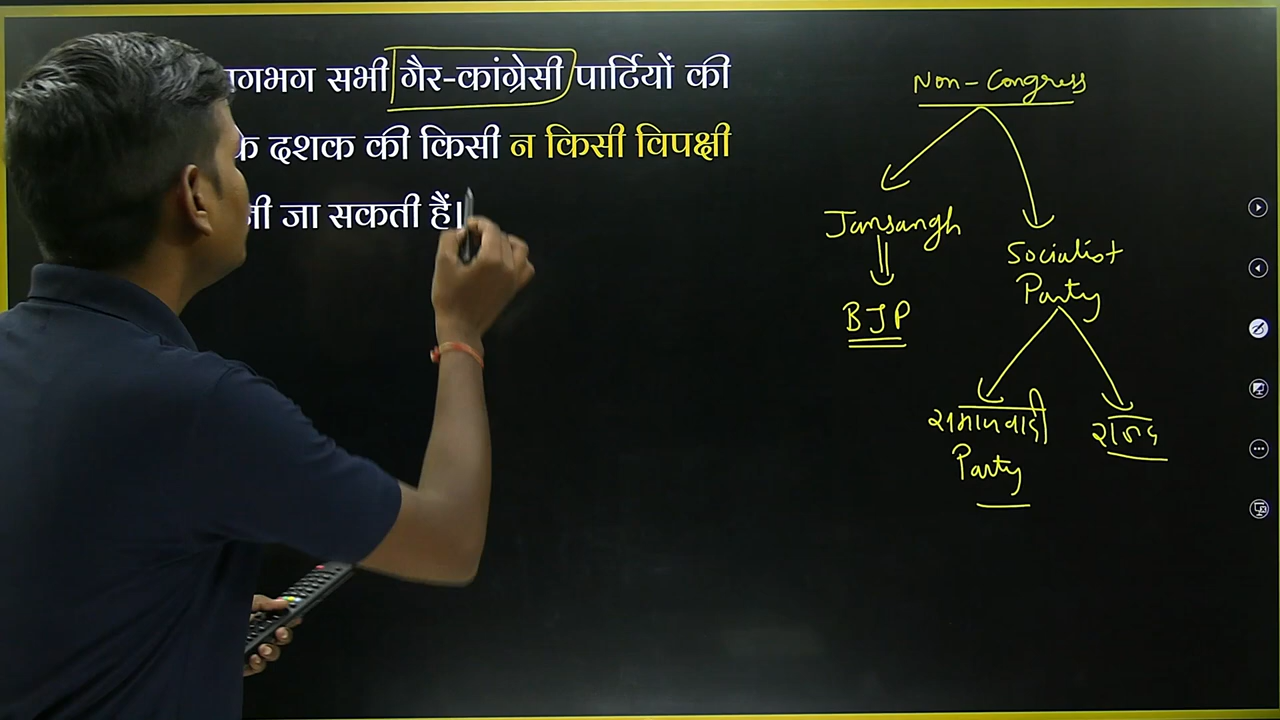 लगभग सभी गैर-कांग्रेसी पार्टियों की
के दशक की किसी न किसी विपक्षी
जा सकती हैं।
Non-Congress
Jansangh
BJP
Socialist
Party
समाजवादी
Party
राजद